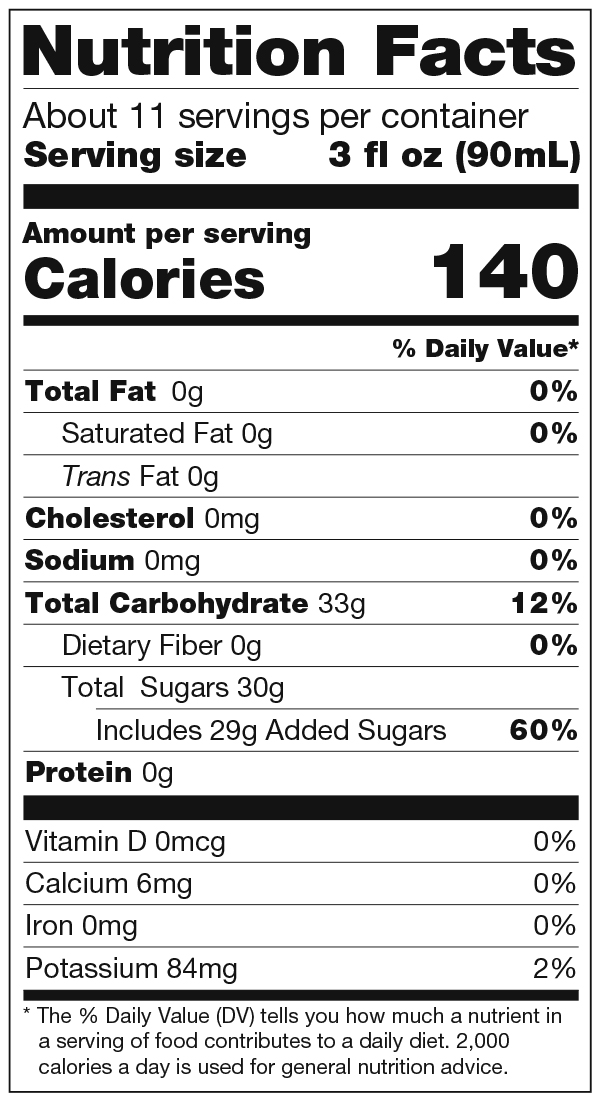 Nutrition Facts
About 11 servings per container
Serving size 3 fl oz (90mL)
Amount per serving
Calories 140
% Daily Value*
Total Fat 0g 0%
Saturated Fat 0g 0%
Trans Fat 0g
Cholesterol 0mg 0%
Sodium 0mg 0%
Total Carbohydrate 33g 12%
Dietary Fiber 0g 0%
Total Sugars 30g
Includes 29g Added Sugars 60%
Protein 0g
Vitamin D 0mcg 0%
Calcium 6mg 0%
Iron 0mg 0%
Potassium 84mg 2%
* The % Daily Value (DV) tells you how much a nutrient in
a serving of food contributes to a daily diet. 2,000
calories a day is used for general nutrition advice.